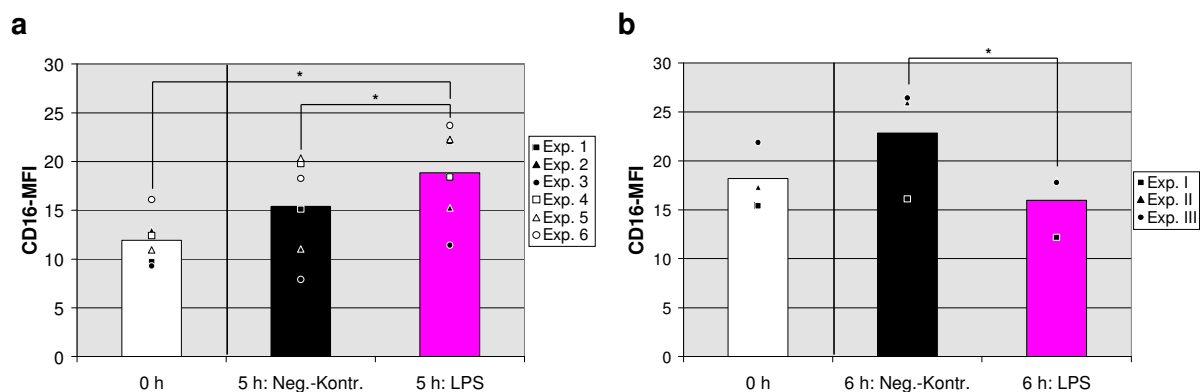 a
CD16-MFI
30
25
20
15
10
5
0
*
*
0 h
5 h: Neg.-Kontr.
5 h: LPS
Exp. 1
Exp. 2
Exp. 3
Exp. 4
Exp. 5
Exp. 6
b
CD16-MFI
30
25
20
15
10
5
0
*
0 h
6 h: Neg.-Kontr.
6 h: LPS
Exp. I
Exp. II
Exp. III